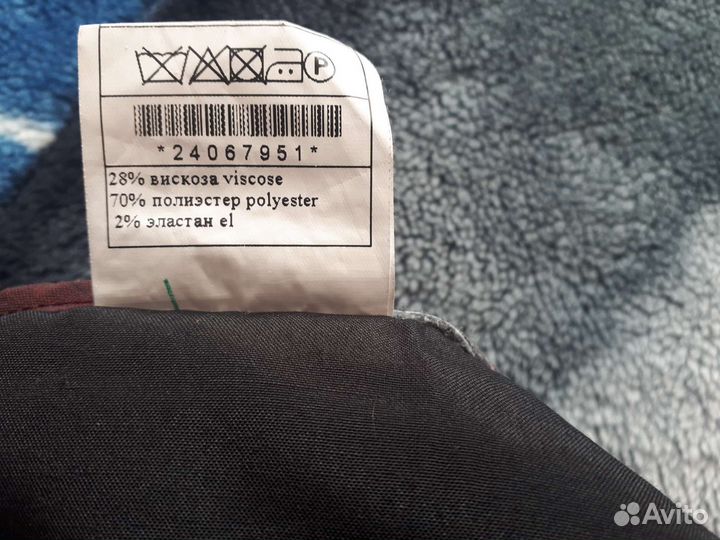 P
*24067951*
28% вискоза viscose
70% полиэстер polyester
2% эластан el
Avito